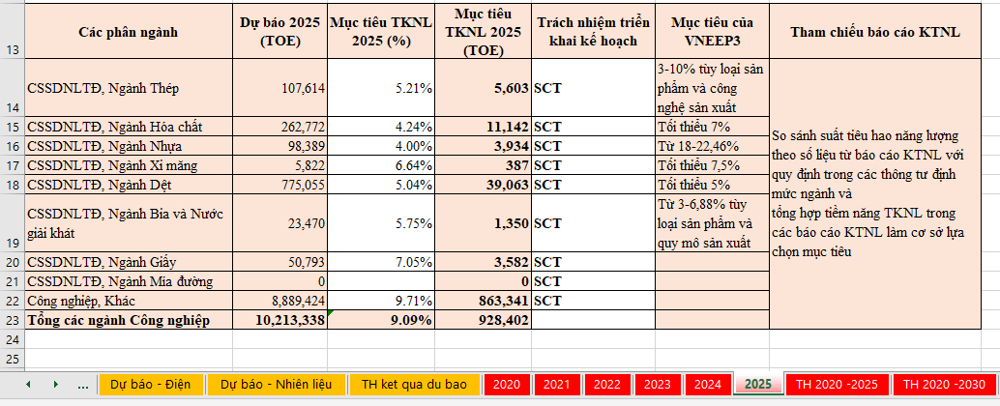 13 Các phân ngành Dự báo 2025 (TOE) Mục tiêu TKNL 2025 (%) Mục tiêu TKNL 2025 (TOE) Trách nhiệm triển khai kế hoạch Mục tiêu của VNEEP3 Tham chiếu báo cáo KTNL
14 CSSDNLTĐ, Ngành Thép 107,614 5.21% 5,603 SCT 3-10% tùy loại sản phẩm và công nghệ sản xuất
15 CSSDNLTĐ, Ngành Hóa chất 262,772 4.24% 11,142 SCT Tối thiểu 7%
16 CSSDNLTĐ, Ngành Nhựa 98,389 4.00% 3,934 SCT Từ 18-22,46%
17 CSSDNLTĐ, Ngành Xi măng 5,822 6.64% 387 SCT Tối thiểu 7,5%
18 CSSDNLTĐ, Ngành Dệt 775,055 5.04% 39,063 SCT Tối thiểu 5%
19 CSSDNLTĐ, Ngành Bia và Nước giải khát 23,470 5.75% 1,350 SCT Từ 3-6,88% tùy loại sản phẩm và quy mô sản xuất
20 CSSDNLTĐ, Ngành Giấy 50,793 7.05% 3,582 SCT
21 CSSDNLTĐ, Ngành Mía đường 0 0 SCT
22 Công nghiệp, Khác 8,889,424 9.71% 863,341 SCT
23 Tổng các ngành Công nghiệp 10,213,338 9.09% 928,402
So sánh suất tiêu hao năng lượng
theo số liệu từ báo cáo KTNL với
quy định trong các thông tư định
mức ngành và
tổng hợp tiềm năng TKNL trong
các báo cáo KTNL làm cơ sở lựa
chọn mục tiêu
24
25
... Dự báo - Điện Dự báo - Nhiên liệu TH ket qua du bao 2020 2021 2022 2023 2024 2025 TH 2020 -2025 TH 2020 -2030